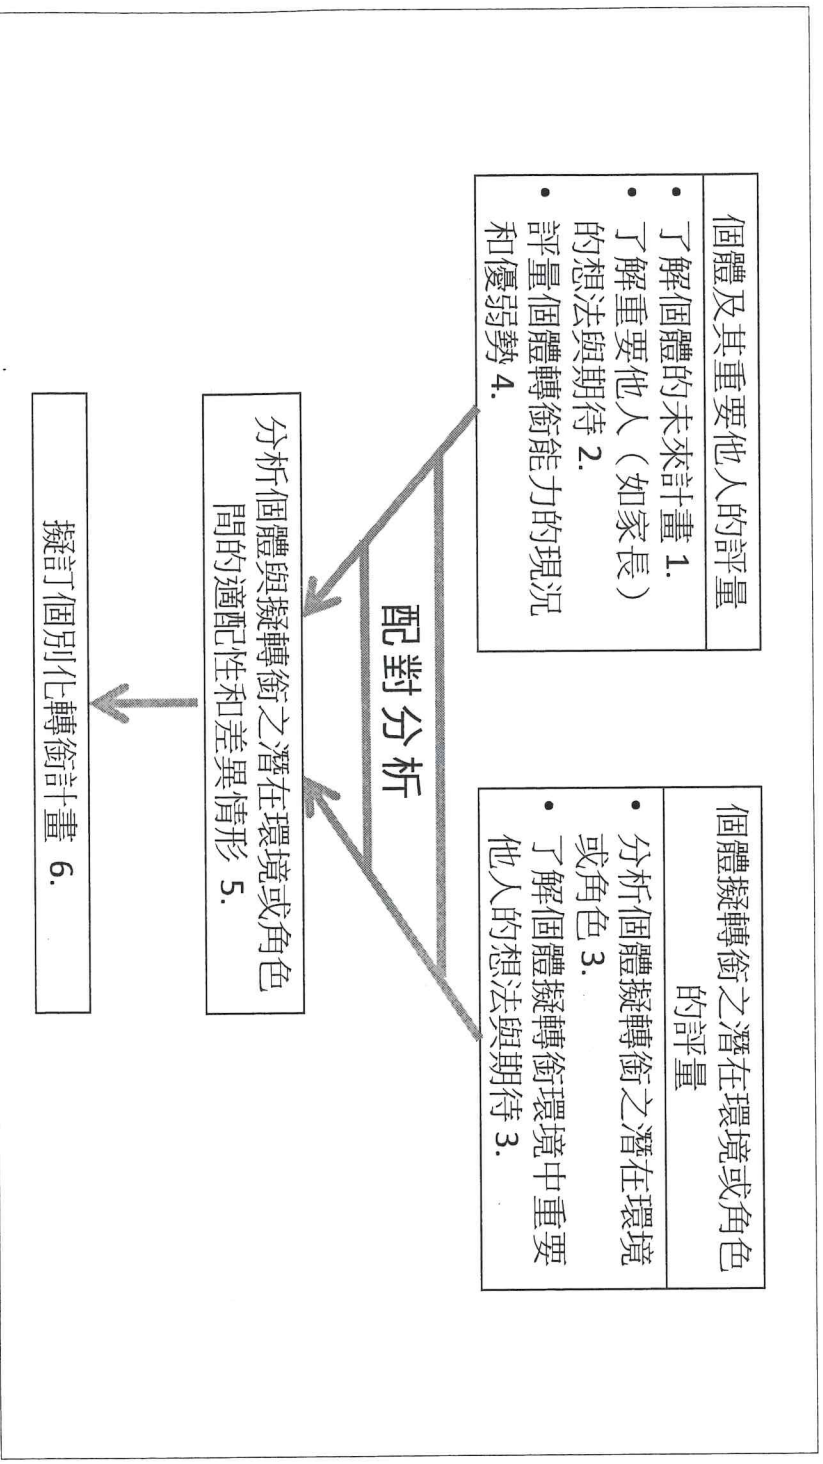 個體及其重要他人的評量
• 了解個體的未來計畫 1.
• 了解重要他人（如家長）
的想法與期待 2.
• 評量個體轉銜能力的現況
和優弱勢 4.
個體擬轉銜之潛在環境或角色
的評量
• 分析個體擬轉銜之潛在環境
或角色 3.
• 了解個體擬轉銜環境中重要
他人的想法與期待 3.
配對分析
分析個體與擬轉銜之潛在環境或角色
間的適配性和差異情形 5.
擬訂個別化轉銜計畫 6.